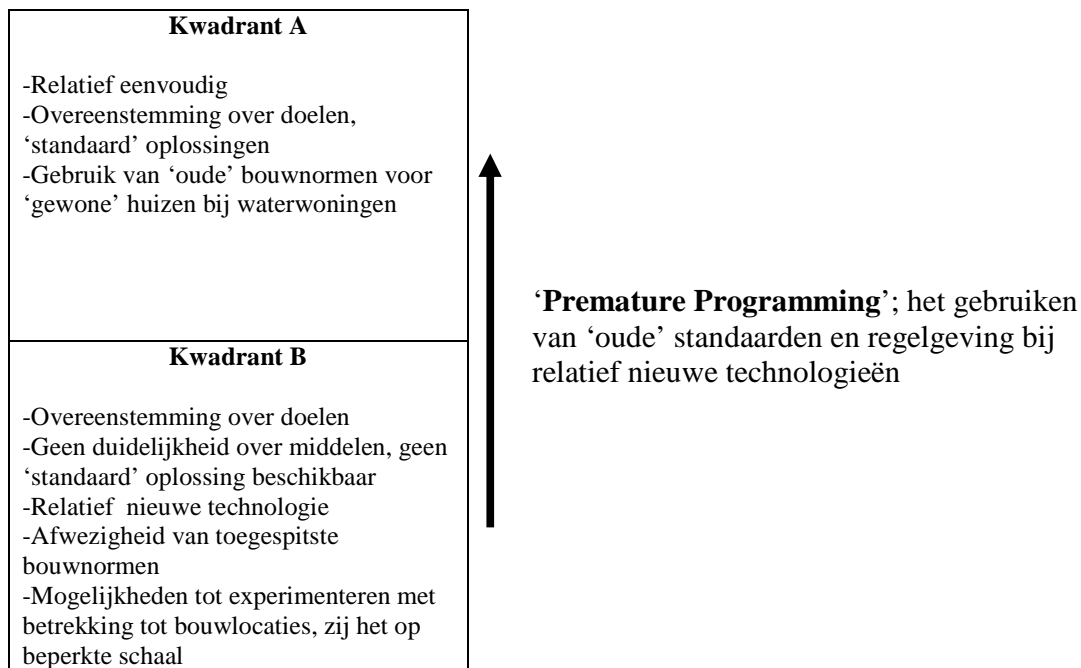 Kwadrant A
-Relatief eenvoudig
-Overeenstemming over doelen,
‘standaard’ oplossingen
-Gebruik van ‘oude’ bouwnormen voor
‘gewone’ huizen bij waterwoningen
Kwadrant B
-Overeenstemming over doelen
-Geen duidelijkheid over middelen, geen
‘standaard’ oplossing beschikbaar
-Relatief  nieuwe technologie
-Afwezigheid van toegespitste
bouwnormen
-Mogelijkheden tot experimenteren met
betrekking tot bouwlocaties, zij het op
beperkte schaal
‘Premature Programming’; het gebruiken
van ‘oude’ standaarden en regelgeving bij
relatief nieuwe technologieën